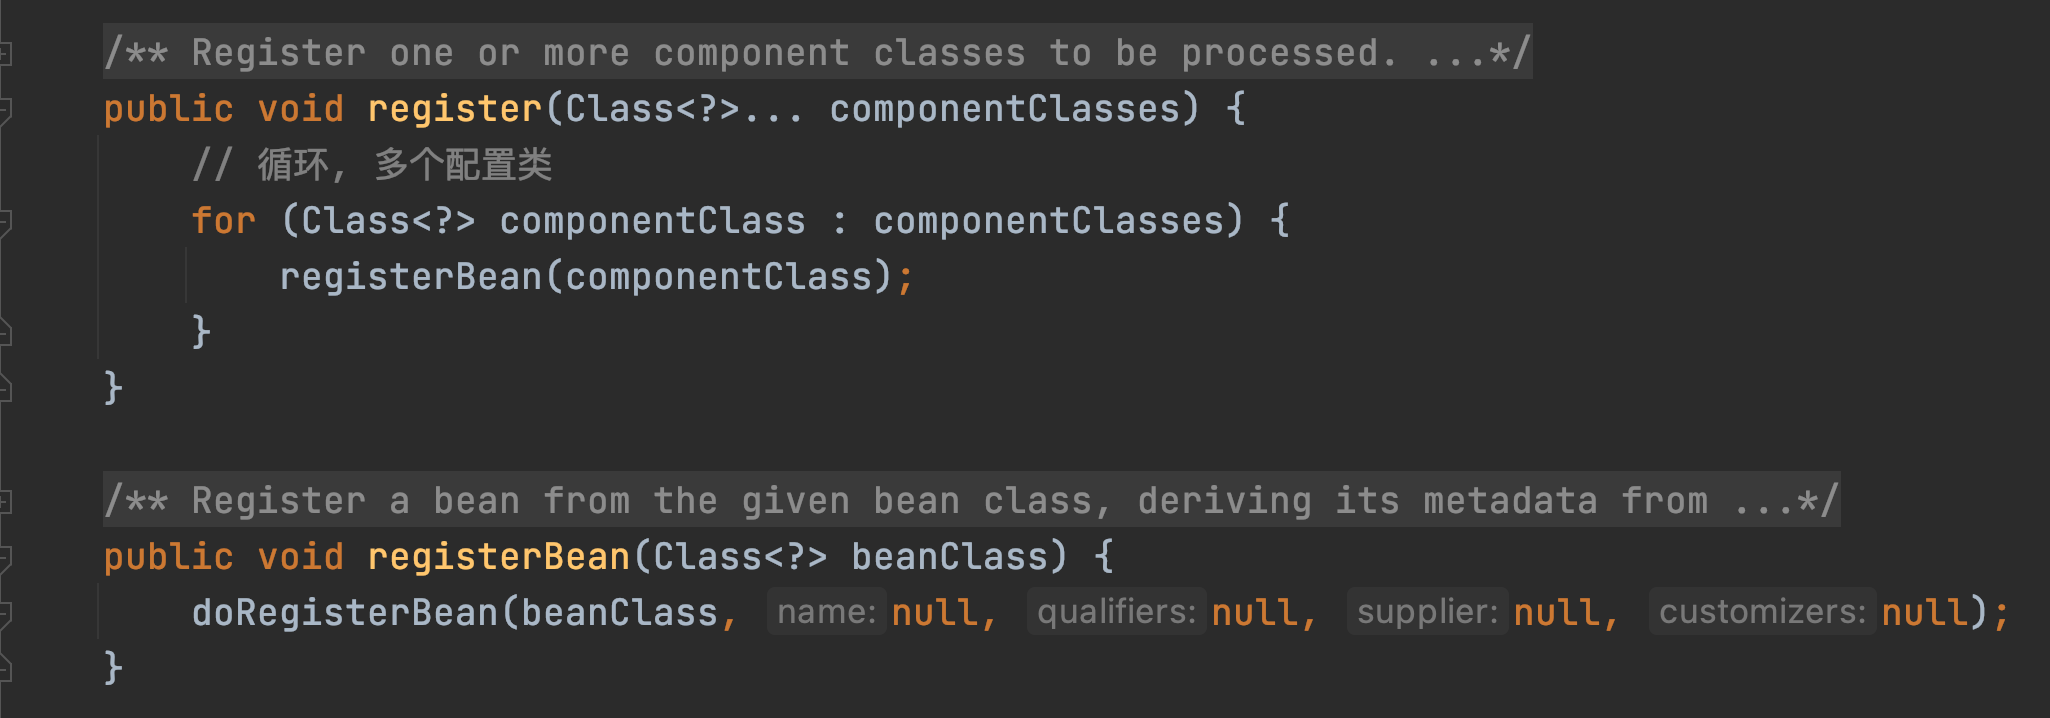 /** Register one or more component classes to be processed. ...*/
public void register(Class<?>... componentClasses) {
    // 循环, 多个配置类
    for (Class<?> componentClass : componentClasses) {
        registerBean(componentClass);
    }
}

/** Register a bean from the given bean class, deriving its metadata from ...*/
public void registerBean(Class<?> beanClass) {
    doRegisterBean(beanClass, name: null, qualifiers: null, supplier: null, customizers: null);
}